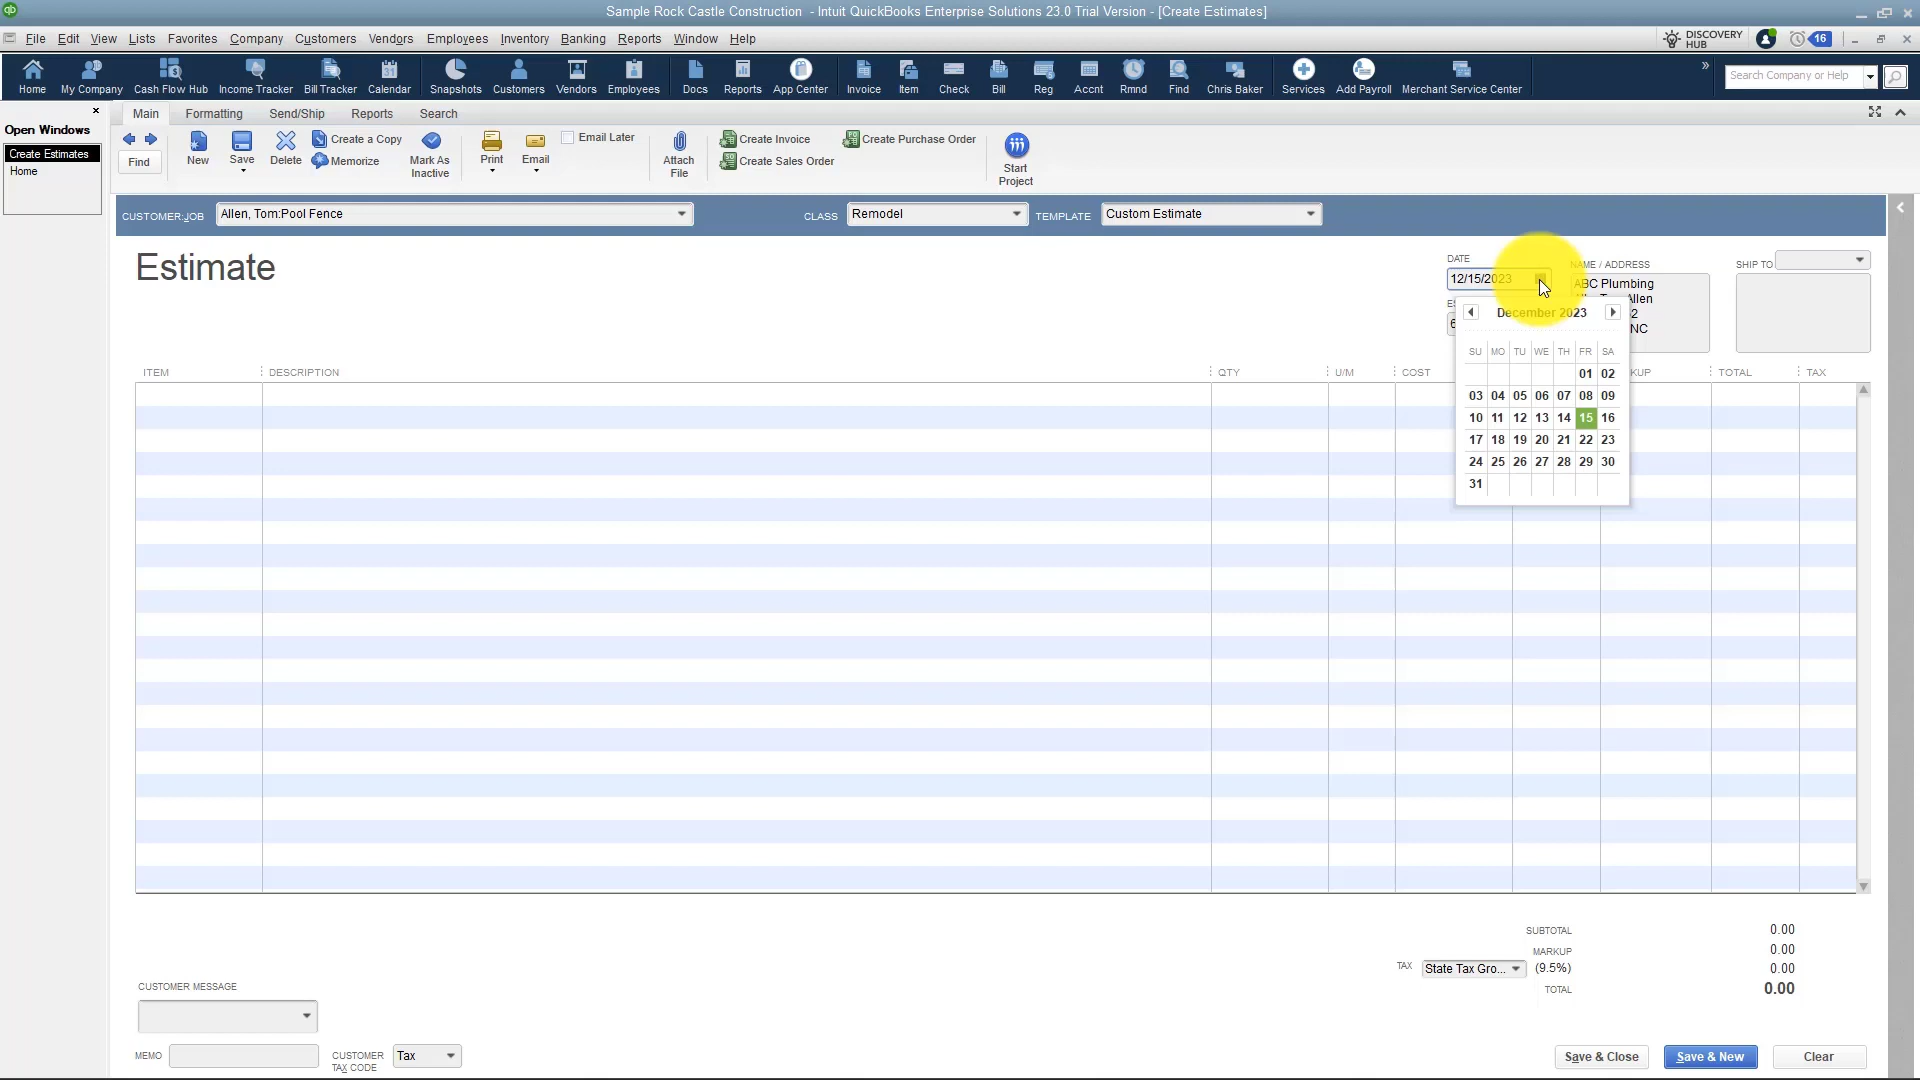 Sample Rock Castle Construction - Intuit QuickBooks Enterprise Solutions 23.0 Trial Version - [Create Estimates]
qb
File Edit View Lists Favorites Company Customers Vendors Employees Inventory Banking Reports Window Help
DISCOVERY HUB 16
Home My Company Cash Flow Hub Income Tracker Bill Tracker Calendar Snapshots Customers Vendors Employees Docs Reports App Center Invoice Item Check Bill Reg Accnt Rmnd Find Chris Baker Services Add Payroll Merchant Service Center
Search Company or Help
Open Windows
Create Estimates
Home
Main Formatting Send/Ship Reports Search
Find New Save Delete
Create a Copy
Memorize
Mark As
Inactive
Print Email
Email Later
Attach
File
Create Invoice
Create Sales Order
Create Purchase Order
Start
Project
CUSTOMER:JOB Allen, Tom:Pool Fence CLASS Remodel TEMPLATE Custom Estimate
Estimate
DATE
12/15/2023
NAME / ADDRESS
ABC Plumbing
SHIP TO
NC
December 2023
SU MO TU WE TH FR SA
01 02
03 04 05 06 07 08 09
10 11 12 13 14 15 16
17 18 19 20 21 22 23
24 25 26 27 28 29 30
31
ITEM DESCRIPTION QTY U/M COST KUP TOTAL TAX
SUBTOTAL 0.00
MARKUP 0.00
TAX State Tax Gro... (9.5%) 0.00
TOTAL 0.00
CUSTOMER MESSAGE
MEMO
CUSTOMER
TAX CODE
Tax
Save & Close Save & New Clear